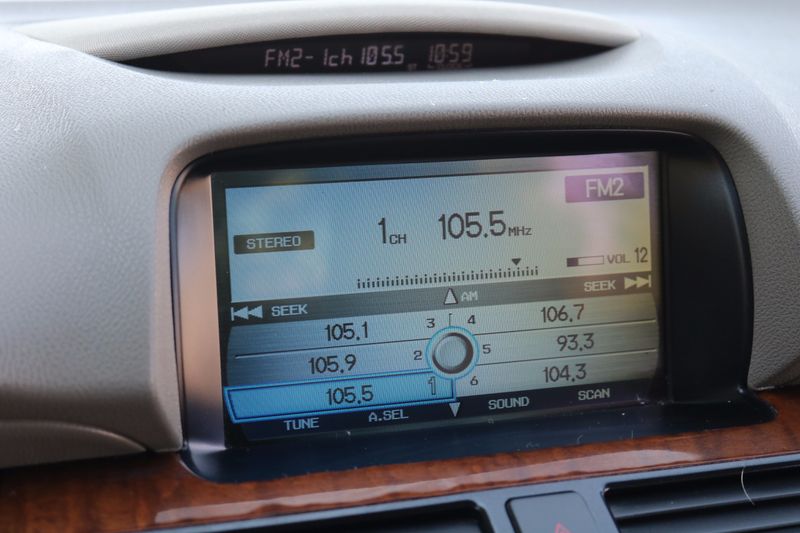 FM2-1ch 105.5 10:59
FM2
1CH 105.5MHz
STEREO
VOL 12
SEEK SEEK
AM
105.1 3 4 106.7
105.9 2 5 93.3
105.5 1 6 104.3
TUNE A.SEL SOUND SCAN